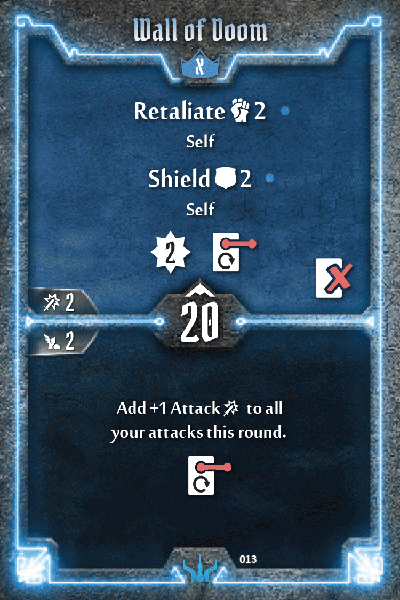 Wall of Doom
X
Retaliate 2
Self
Shield 2
Self
2
2
20
2
Add +1 Attack to all
your attacks this round.
013